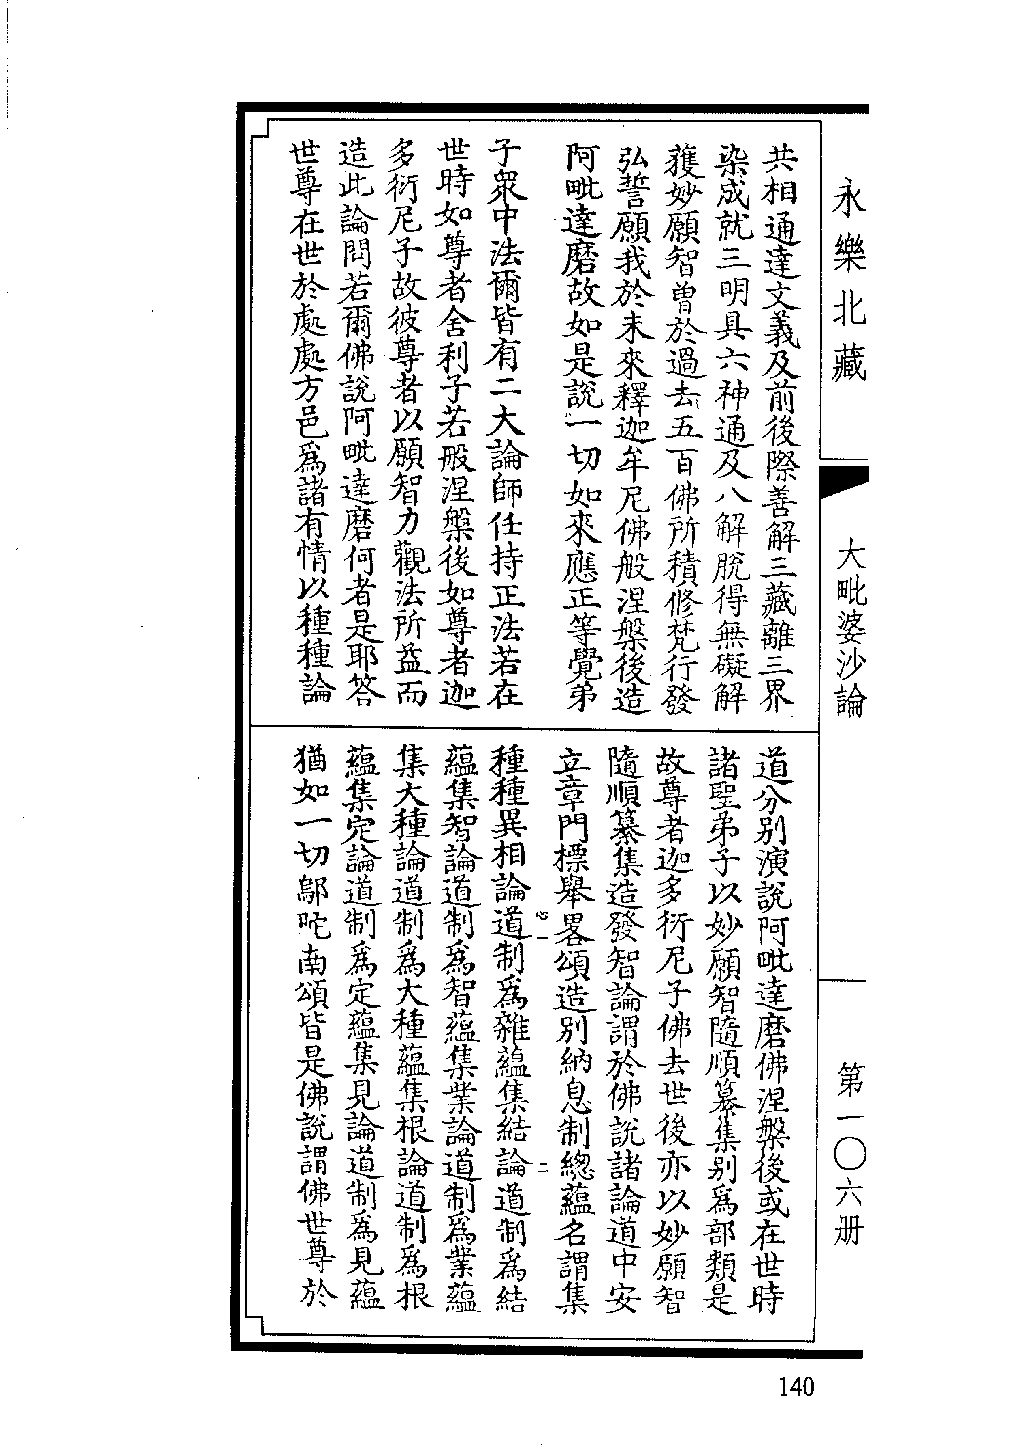 永樂北藏
大毗婆沙論
第一〇六册
共相通達文義及前後際善解三藏離三界
染成就三明具六神通及八解脫得無礙解
獲妙願智曾於過去五百佛所積修梵行發
弘誓願我於未來釋迦牟尼佛般涅槃後造
阿毗達磨故如是說一切如來應正等覺弟
子衆中法爾皆有二大論師任持正法若在
世時如尊者舍利子若般涅槃後如尊者迦
多衍尼子故彼尊者以願智力觀法所益而
造此論問若爾佛說阿毗達磨何者是耶答
世尊在世於處處方邑爲諸有情以種種論
道分别演說阿毗達磨佛涅槃後或在世時
諸聖弟子以妙願智隨順纂集别爲部類是
故尊者迦多衍尼子佛去世後亦以妙願智
隨順纂集造發智論謂於佛說諸論道中安
立章門標舉畧頌造别納息制總蘊名謂集
種種異相論道制爲雜蘊集結論道制爲結
蘊集智論道制爲智蘊集業論道制爲業蘊
集大種論道制爲大種蘊集根論道制爲根
蘊集定論道制爲定蘊集見論道制爲見蘊
猶如一切鄔柁南頌皆是佛說謂佛世尊於
140